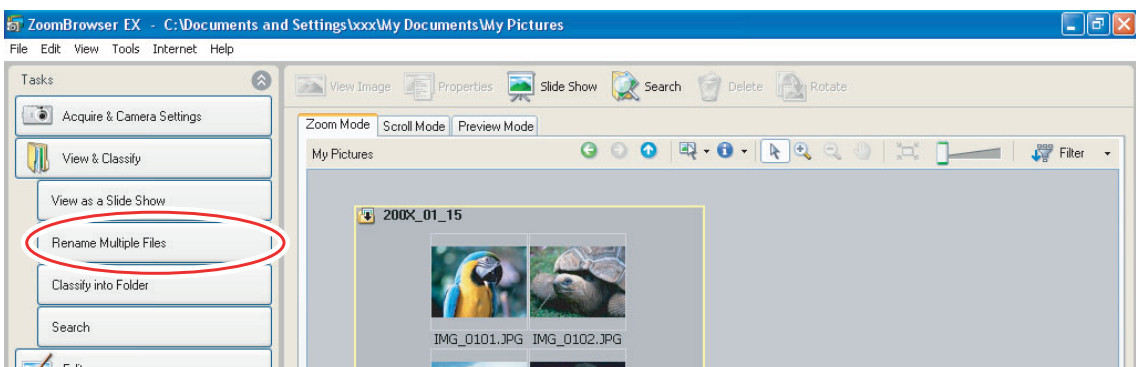 ZoomBrowser EX - C:\Documents and Settings\xxx\My Documents\My Pictures
File Edit View Tools Internet Help
Tasks
Acquire & Camera Settings
View & Classify
View as a Slide Show
Rename Multiple Files
Classify into Folder
Search
View Image Properties Slide Show Search Delete Rotate
Zoom Mode Scroll Mode Preview Mode
My Pictures Filter
200X_01_15
IMG_0101.JPG IMG_0102.JPG